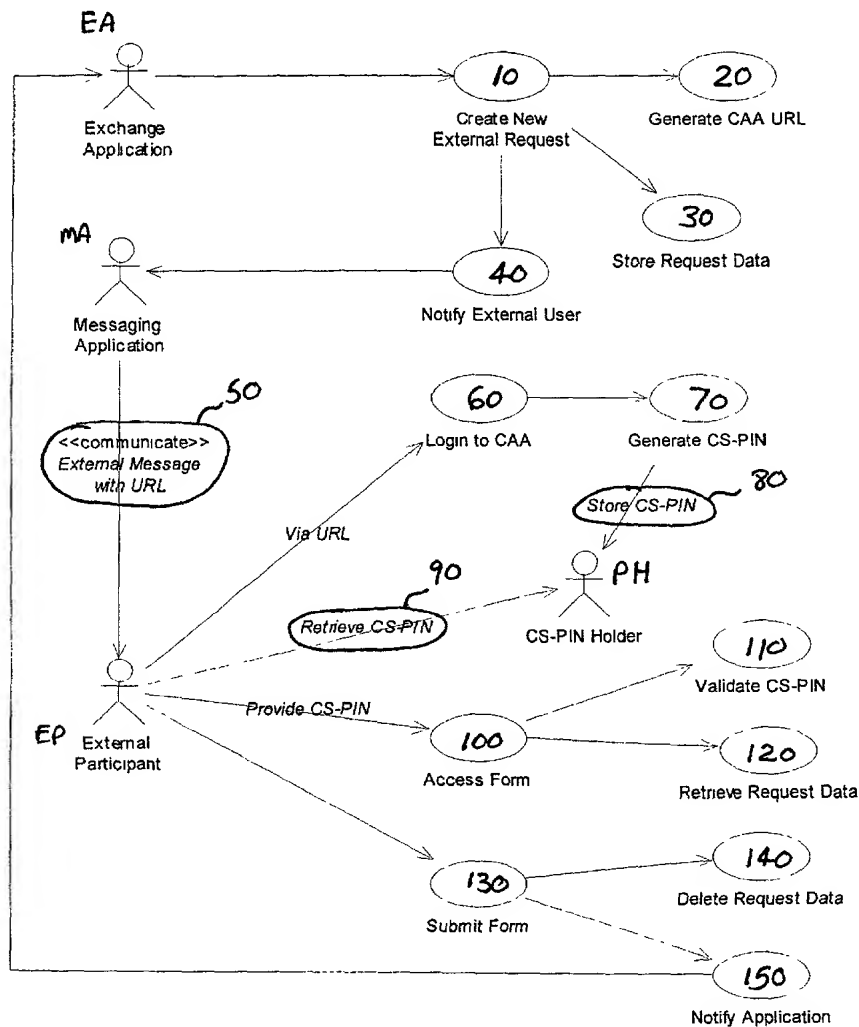 EA
10
20
Exchange
Application
Create New
External Request
Generate CAA URL
30
Store Request Data
MA
40
Notify External User
Messaging
Application
50
<<communicate>>
External Message
with URL
60
Login to CAA
70
Generate CS-PIN
80
Store CS-PIN
Via URL
90
Retrieve CS-PIN
PH
CS-PIN Holder
110
Validate CS-PIN
Provide CS-PIN
EP
External
Participant
100
Access Form
120
Retrieve Request Data
130
Submit Form
140
Delete Request Data
150
Notify Application